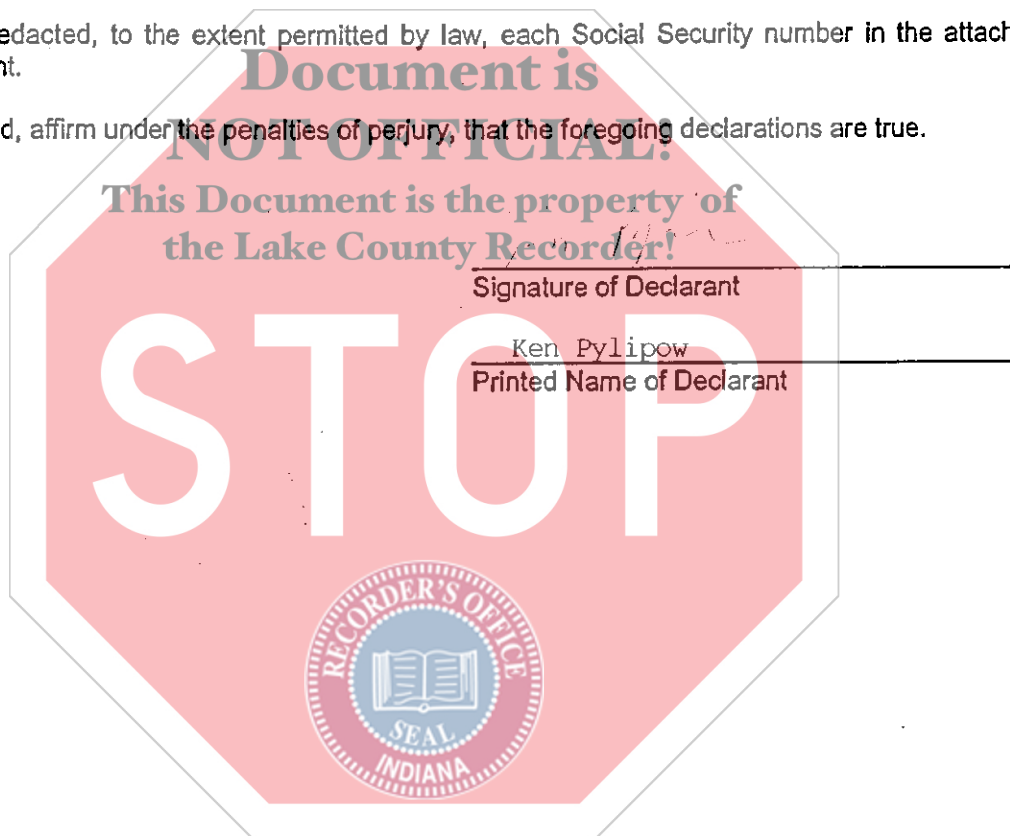 edacted, to the extent permitted by law, each Social Security number in the attach
nt.
Document is
d, affirm under the penalties of perjury, that the foregoing declarations are true.
NOT OFFICIAL!
This Document is the property of
the Lake County Recorder!
Signature of Declarant
Ken Pylipow
Printed Name of Declarant
STOP
RECORDER'S OFFICE
SEAL
INDIANA